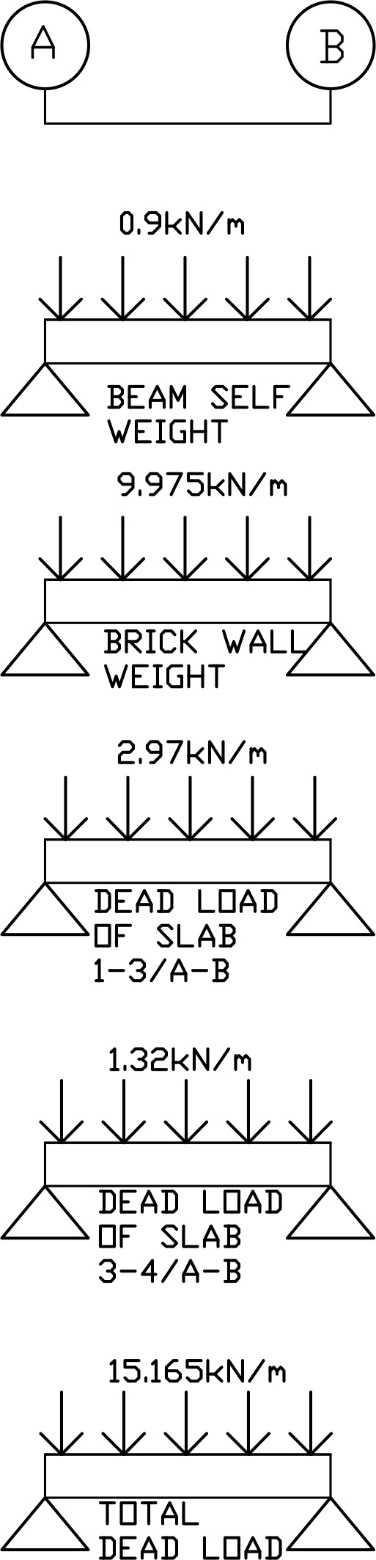 A B
0.9kN/m
BEAM SELF
WEIGHT
9.975kN/m
BRICK WALL
WEIGHT
2.97kN/m
DEAD LOAD
OF SLAB
1-3/A-B
1.32kN/m
DEAD LOAD
OF SLAB
3-4/A-B
15.165kN/m
TOTAL
DEAD LOAD